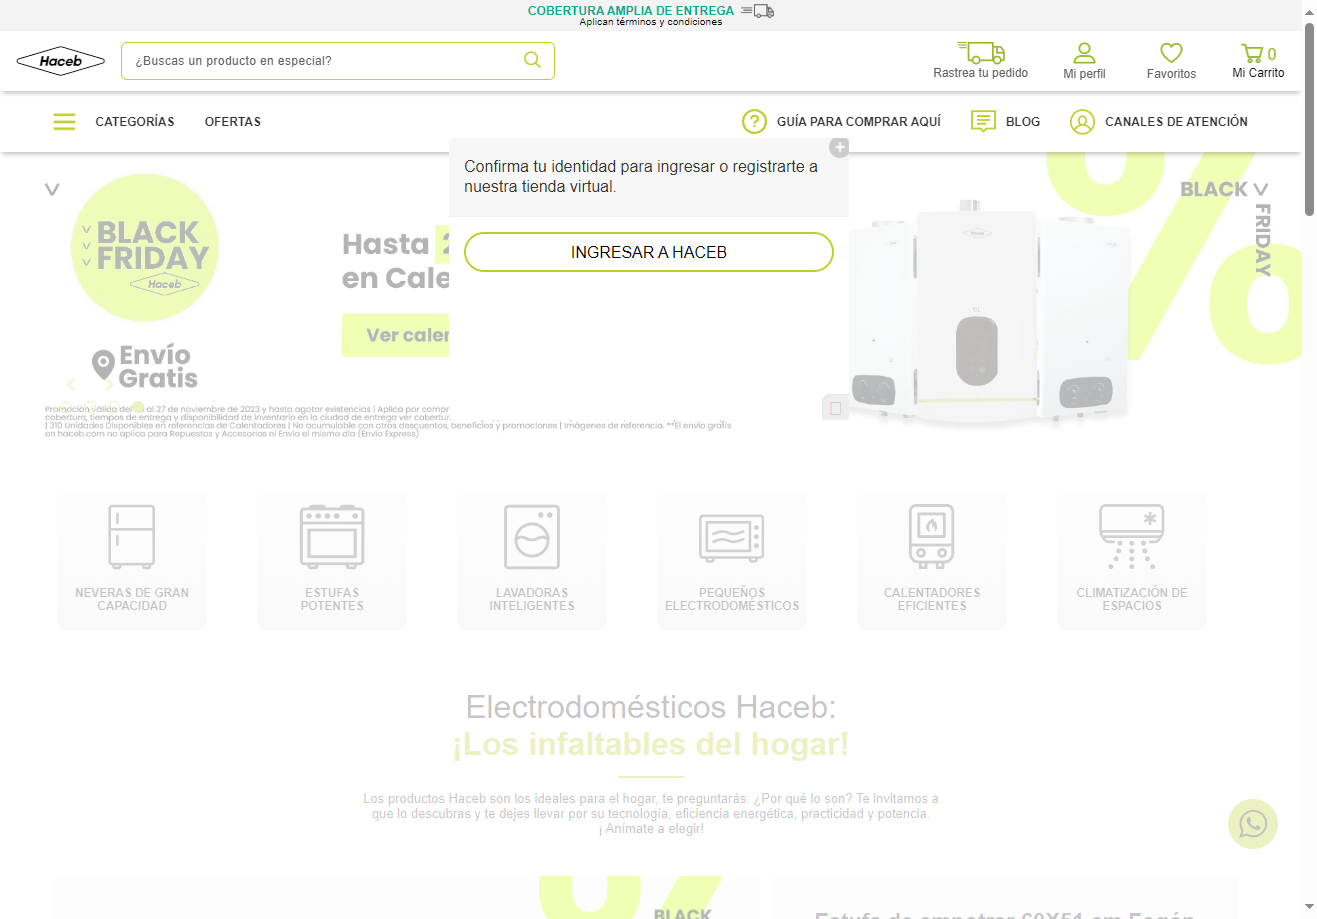 COBERTURA AMPLIA DE ENTREGA
Aplican términos y condiciones
Haceb
¿Buscas un producto en especial?
Rastrea tu pedido
Mi perfil
Favoritos
0
Mi Carrito
CATEGORÍAS
OFERTAS
GUÍA PARA COMPRAR AQUÍ
BLOG
CANALES DE ATENCIÓN
Confirma tu identidad para ingresar o registrarte a
nuestra tienda virtual.
INGRESAR A HACEB
BLACK
FRIDAY
Haceb
Envío
Gratis
Hasta
en Cale
Ver caler
BLACK
FRIDAY
Haceb
Promoción válida del al 27 de noviembre de 2023 y hasta agotar existencias | Aplica por compr
cobertura, tiempos de entrega y disponibilidad de inventario en la ciudad de entrega ver cobertur
| 310 Unidades Disponibles en referencias de Calentadores | No acumulable con otros descuentos, beneficios y promociones | Imágenes de referencia. **El envío gratis
en haceb.com no aplica para Repuestos y Accesorios ni Envío el mismo día (Envío Express)
NEVERAS DE GRAN
CAPACIDAD
ESTUFAS
POTENTES
LAVADORAS
INTELIGENTES
PEQUEÑOS
ELECTRODOMÉSTICOS
CALENTADORES
EFICIENTES
CLIMATIZACIÓN DE
ESPACIOS
Electrodomésticos Haceb:
¡Los infaltables del hogar!
Los productos Haceb son los ideales para el hogar, te preguntarás: ¿Por qué lo son? Te invitamos a
que lo descubras y te dejes llevar por su tecnología, eficiencia energética, practicidad y potencia.
¡ Anímate a elegir!
BLACK
Estufa de empotrar 60X51 cm Fogón